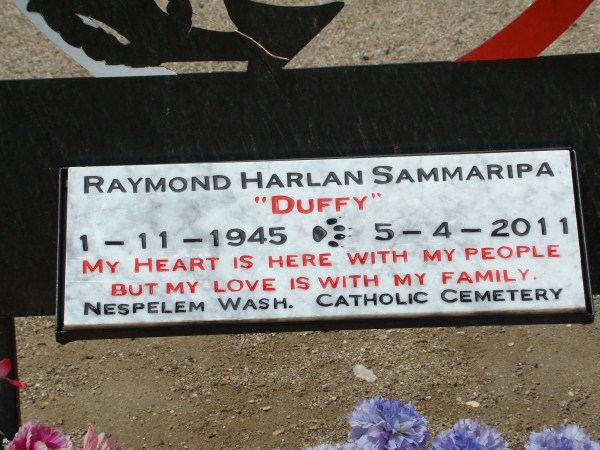 RAYMOND HARLAN SAMMARIPA
"DUFFY"
1-11-1945 5-4-2011
MY HEART IS HERE WITH MY PEOPLE
BUT MY LOVE IS WITH MY FAMILY.
NESPELEM WASH. CATHOLIC CEMETERY